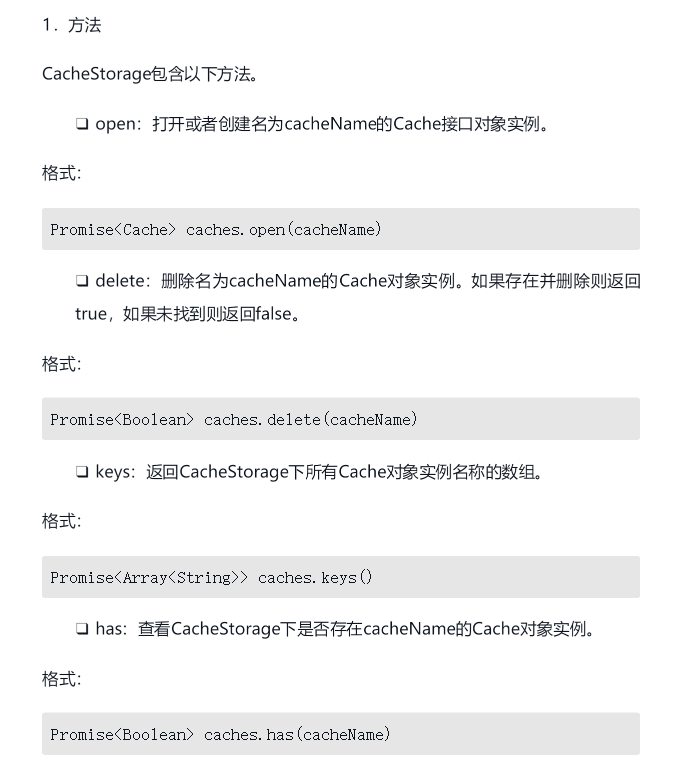 1．方法
CacheStorage包含以下方法。
❑ open：打开或者创建名为cacheName的Cache接口对象实例。
格式：
Promise<Cache> caches.open(cacheName)
❑ delete：删除名为cacheName的Cache对象实例。如果存在并删除则返回
true，如果未找到则返回false。
格式：
Promise<Boolean> caches.delete(cacheName)
❑ keys：返回CacheStorage下所有Cache对象实例名称的数组。
格式：
Promise<Array<String>> caches.keys()
❑ has：查看CacheStorage下是否存在cacheName的Cache对象实例。
格式：
Promise<Boolean> caches.has(cacheName)